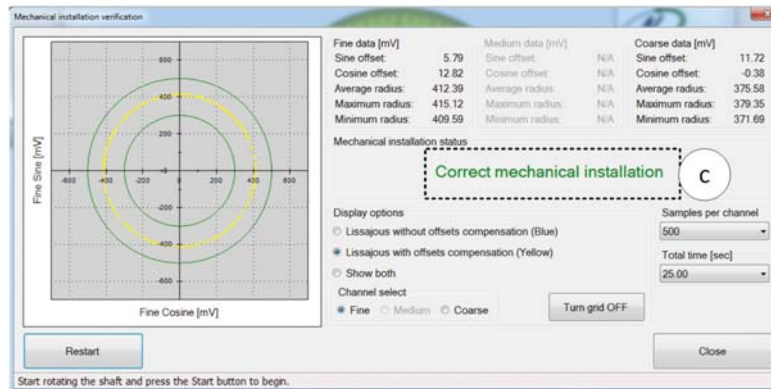 Mechanical installation verification
Fine data [mV]
Sine offset: 5.79
Cosine offset: 12.82
Average radius: 412.39
Maximum radius: 415.12
Minimum radius: 409.59
Medium data [mV]
Sine offset: N/A
Cosine offset: N/A
Average radius: N/A
Maximum radius: N/A
Minimum radius: N/A
Coarse data [mV]
Sine offset: 11.72
Cosine offset: -0.38
Average radius: 375.58
Maximum radius: 379.35
Minimum radius: 371.69
600
400
200
-600 -400 -200 200 400 600
-200
-400
-600
Fine Sine [mV]
Fine Cosine [mV]
Mechanical installation status
Correct mechanical installation
C
Display options
Lissajous without offsets compensation (Blue)
Lissajous with offsets compensation (Yellow)
Show both
Channel select
Fine Medium Coarse
Turn grid OFF
Samples per channel
500
Total time [sec]
25.00
Restart
Close
Start rotating the shaft and press the Start button to begin.